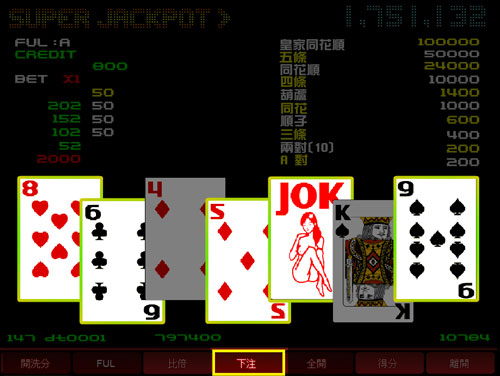 SUPER JACKPOT > 1,751,132
FUL:A
CREDIT
800
BET X1
50
202 50
152 50
102 50
52
2000
皇家同花順 100000
五條 50000
同花順 24000
四條 10000
葫蘆 1400
同花 1000
順子 600
三條 400
兩對(10) 200
A 對 200
8
6
4
5
JOK
K
9
6
5
K
9
147 df0001 797400 10784
開洗分 FUL 比倍 下注 全開 得分 離開